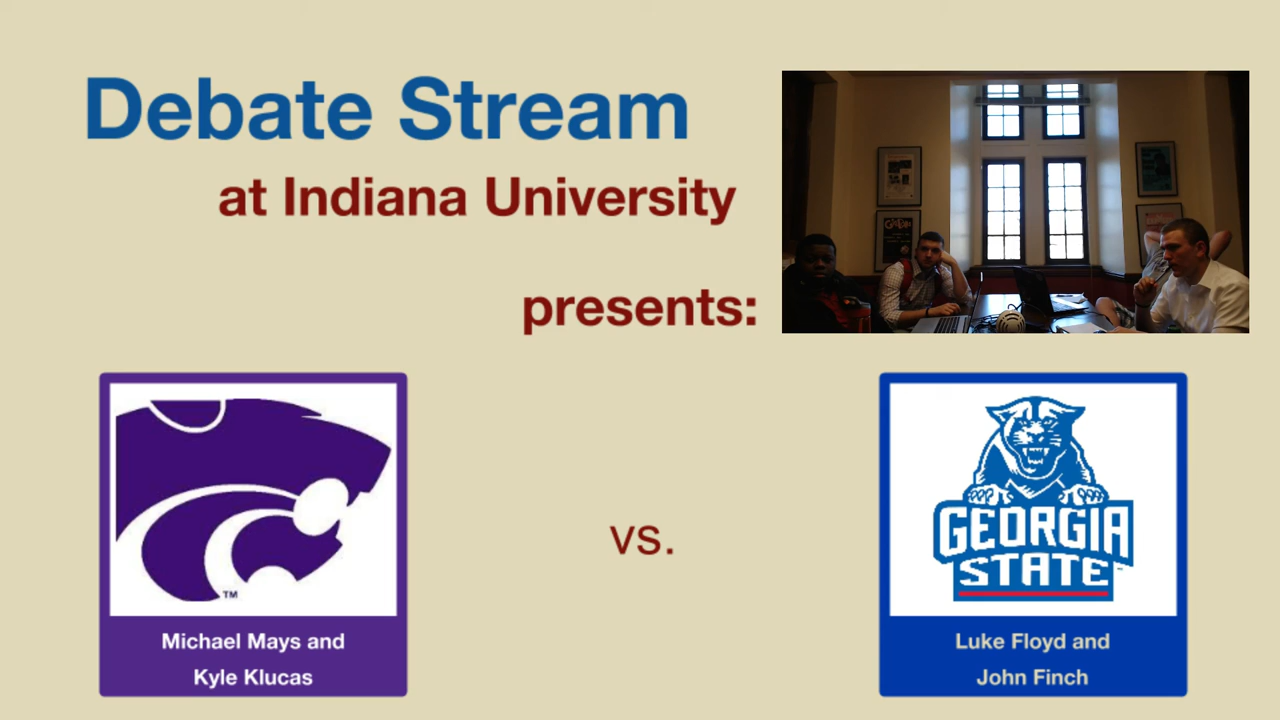 Debate Stream
at Indiana University
presents:
TM
vs.
GEORGIA
STATE
Michael Mays and
Kyle Klucas
Luke Floyd and
John Finch